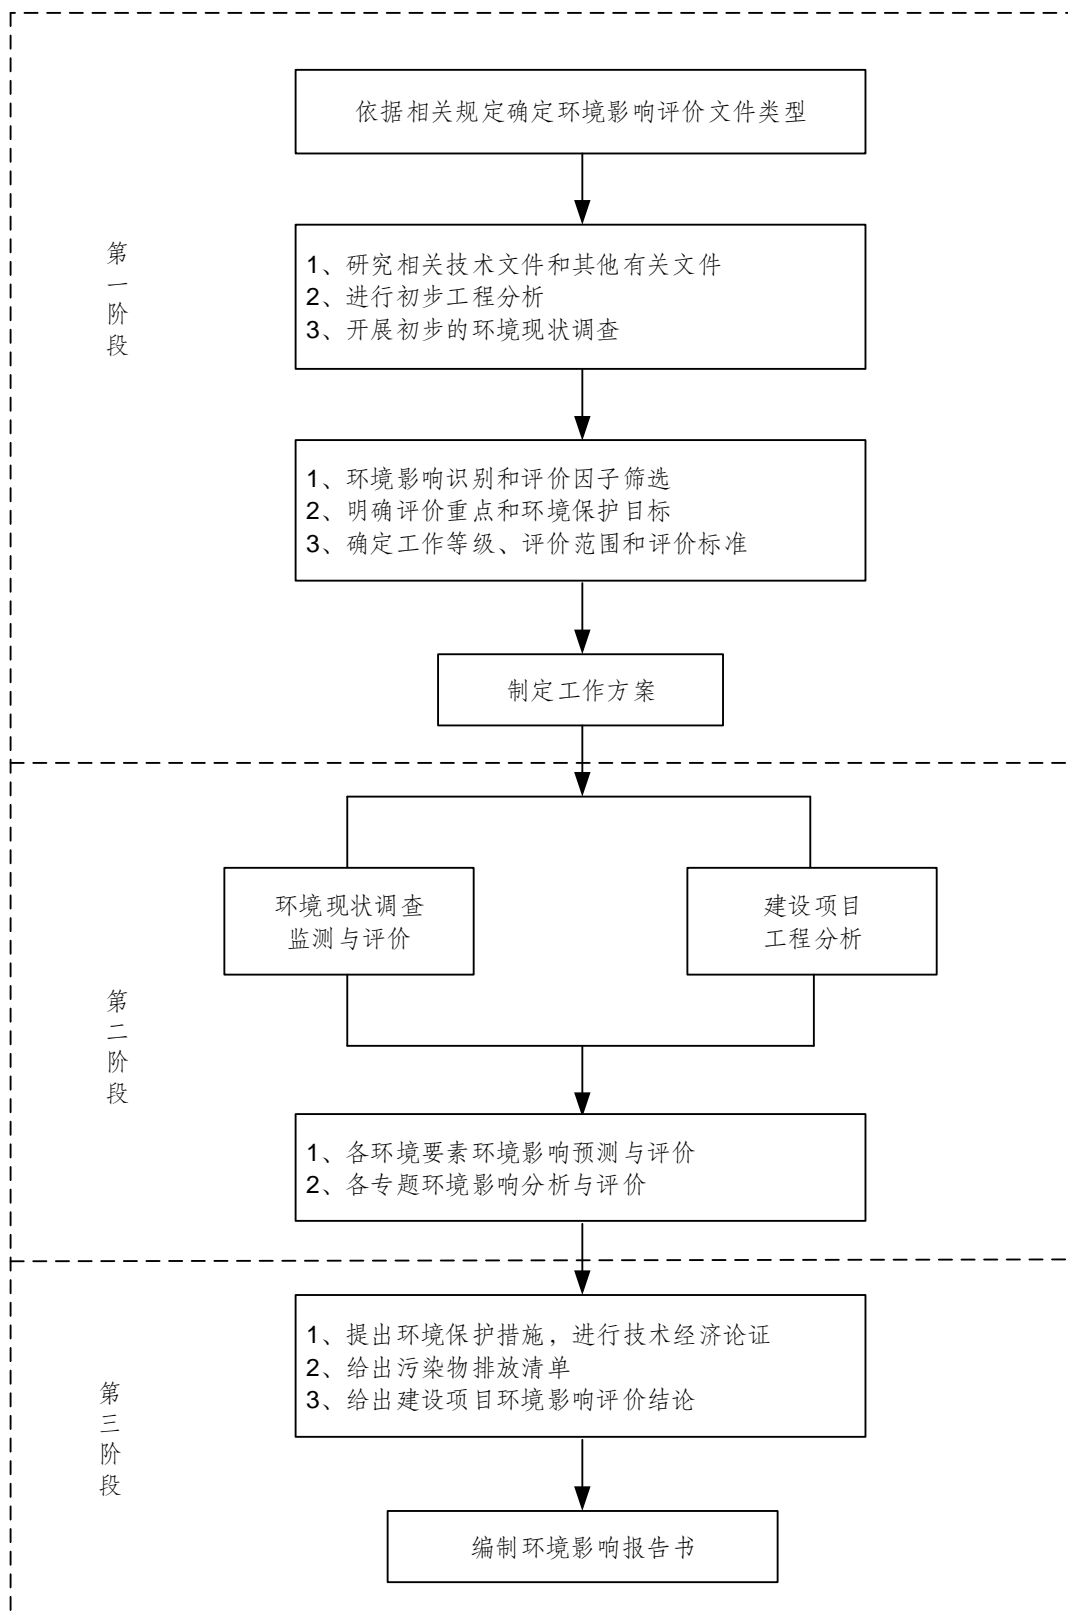 依据相关规定确定环境影响评价文件类型
第一阶段
1、研究相关技术文件和其他有关文件
2、进行初步工程分析
3、开展初步的环境现状调查
1、环境影响识别和评价因子筛选
2、明确评价重点和环境保护目标
3、确定工作等级、评价范围和评价标准
制定工作方案
第二阶段
环境现状调查
监测与评价
建设项目
工程分析
1、各环境要素环境影响预测与评价
2、各专题环境影响分析与评价
第三阶段
1、提出环境保护措施，进行技术经济论证
2、给出污染物排放清单
3、给出建设项目环境影响评价结论
编制环境影响报告书